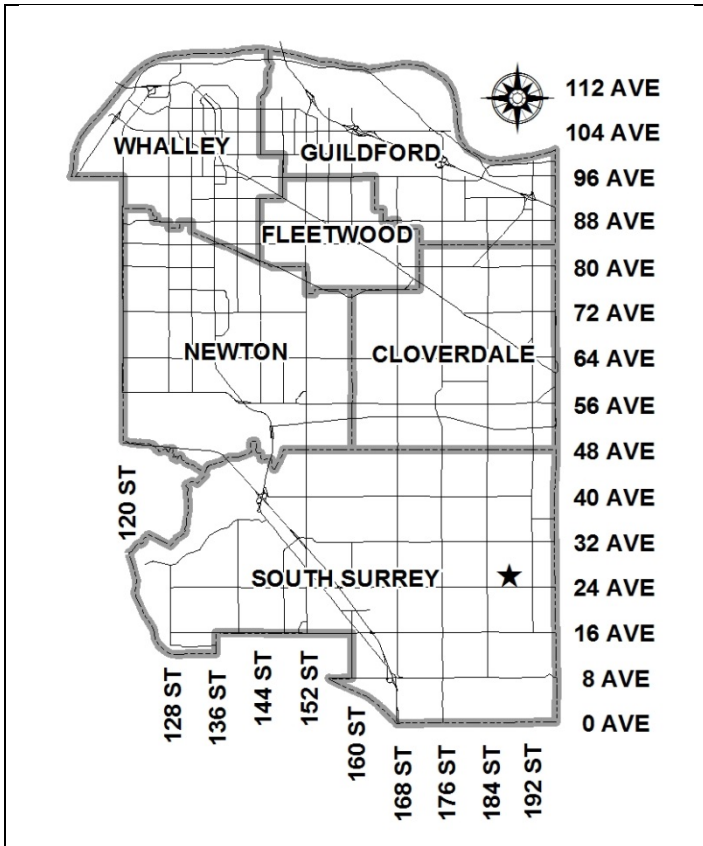 112 AVE
104 AVE
WHALLEY
GUILDFORD
96 AVE
88 AVE
FLEETWOOD
80 AVE
72 AVE
NEWTON
CLOVERDALE
64 AVE
56 AVE
48 AVE
120 ST
40 AVE
32 AVE
SOUTH SURREY
24 AVE
16 AVE
8 AVE
0 AVE
128 ST
136 ST
144 ST
152 ST
160 ST
168 ST
176 ST
184 ST
192 ST